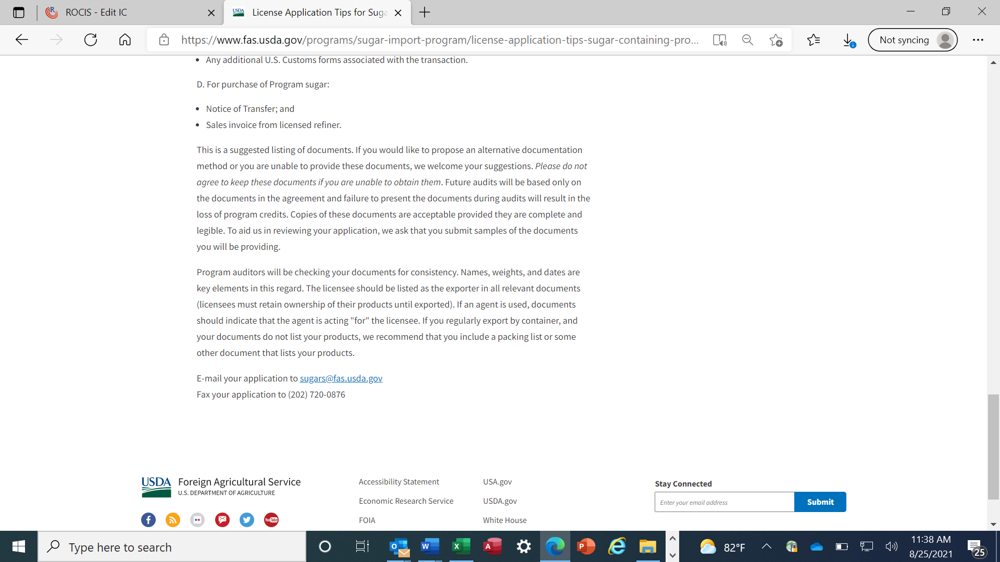 ROCIS - Edit IC
License Application Tips for Suga
https://www.fas.usda.gov/programs/sugar-import-program/license-application-tips-sugar-containing-pro...
Not syncing
• Any additional U.S. Customs forms associated with the transaction.
D. For purchase of Program sugar:
• Notice of Transfer; and
• Sales invoice from licensed refiner.
This is a suggested listing of documents. If you would like to propose an alternative documentation
method or you are unable to provide these documents, we welcome your suggestions. Please do not
agree to keep these documents if you are unable to obtain them. Future audits will be based only on
the documents in the agreement and failure to present the documents during audits will result in the
loss of program credits. Copies of these documents are acceptable provided they are complete and
legible. To aid us in reviewing your application, we ask that you submit samples of the documents
you will be providing.
Program auditors will be checking your documents for consistency. Names, weights, and dates are
key elements in this regard. The licensee should be listed as the exporter in all relevant documents
(licensees must retain ownership of their products until exported). If an agent is used, documents
should indicate that the agent is acting "for" the licensee. If you regularly export by container, and
your documents do not list your products, we recommend that you include a packing list or some
other document that lists your products.
E-mail your application to sugars@fas.usda.gov
Fax your application to (202) 720-0876
USDA Foreign Agricultural Service
U.S. DEPARTMENT OF AGRICULTURE
Accessibility Statement
Economic Research Service
FOIA
USA.gov
USDA.gov
White House
Stay Connected
Enter your email address
Submit
Type here to search
82°F
11:38 AM
8/25/2021
25